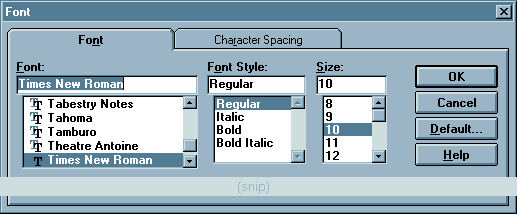 Font
Font
Character Spacing
Font:
Times New Roman
Tabestry Notes
Tahoma
Tamburo
Theatre Antoine
Times New Roman
Font Style:
Regular
Regular
Italic
Bold
Bold Italic
Size:
10
8
9
10
11
12
OK
Cancel
Default...
Help
(snip)